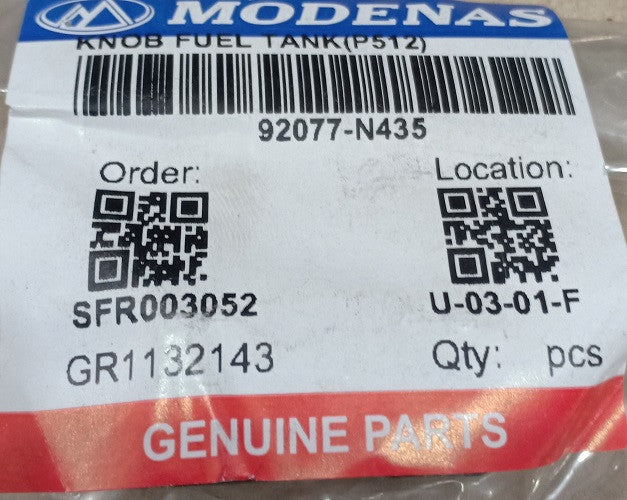 MODENAS
KNOB FUEL TANK(P512)
92077-N435
Order: Location:
SFR003052 U-03-01-F
GR1132143 Qty: pcs
GENUINE PARTS